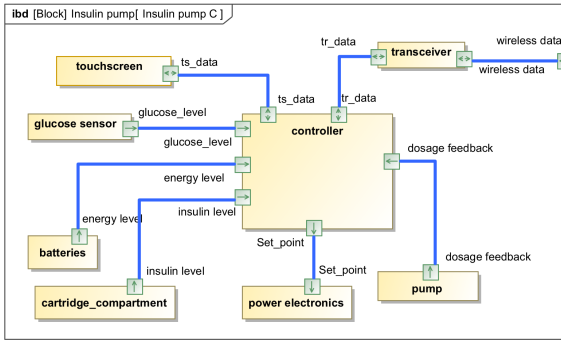 ibd [Block] Insulin pump[ Insulin pump C ]
tr_data
transceiver
wireless data
wireless data
touchscreen
ts_data
ts_data
tr_data
glucose sensor
glucose_level
glucose_level
controller
dosage feedback
energy level
insulin level
energy level
batteries
Set_point
dosage feedback
insulin level
Set_point
cartridge_compartment
power electronics
pump